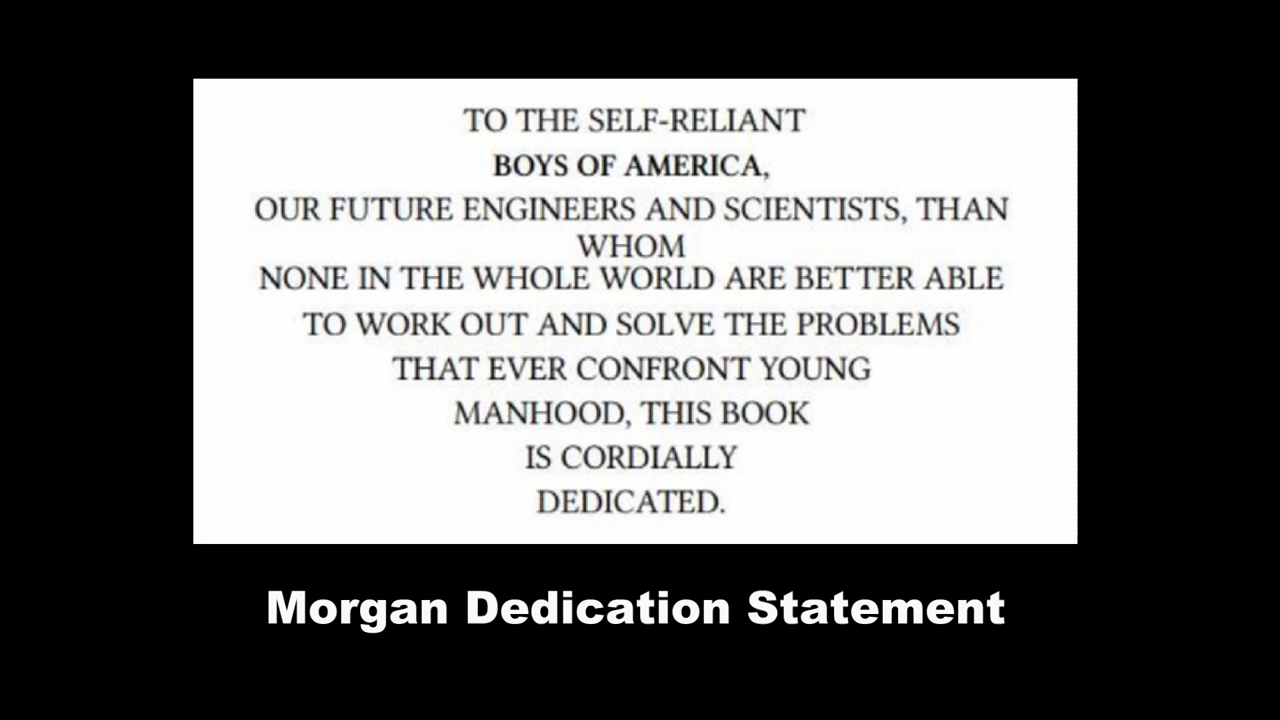 TO THE SELF-RELIANT
BOYS OF AMERICA,
OUR FUTURE ENGINEERS AND SCIENTISTS, THAN
WHOM
NONE IN THE WHOLE WORLD ARE BETTER ABLE
TO WORK OUT AND SOLVE THE PROBLEMS
THAT EVER CONFRONT YOUNG
MANHOOD, THIS BOOK
IS CORDIALLY
DEDICATED.
Morgan Dedication Statement